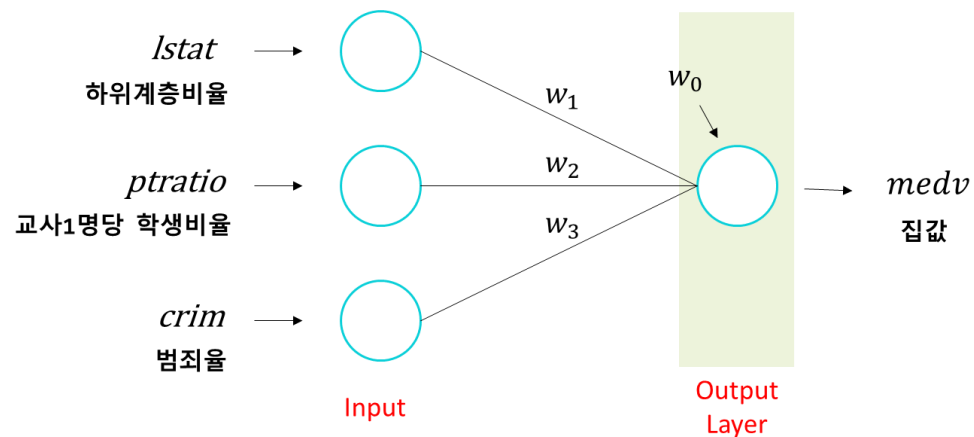 lstat
하위계층비율
w1
w0
ptratio
교사1명당 학생비율
w2
medv
집값
w3
crim
범죄율
Input
Output
Layer